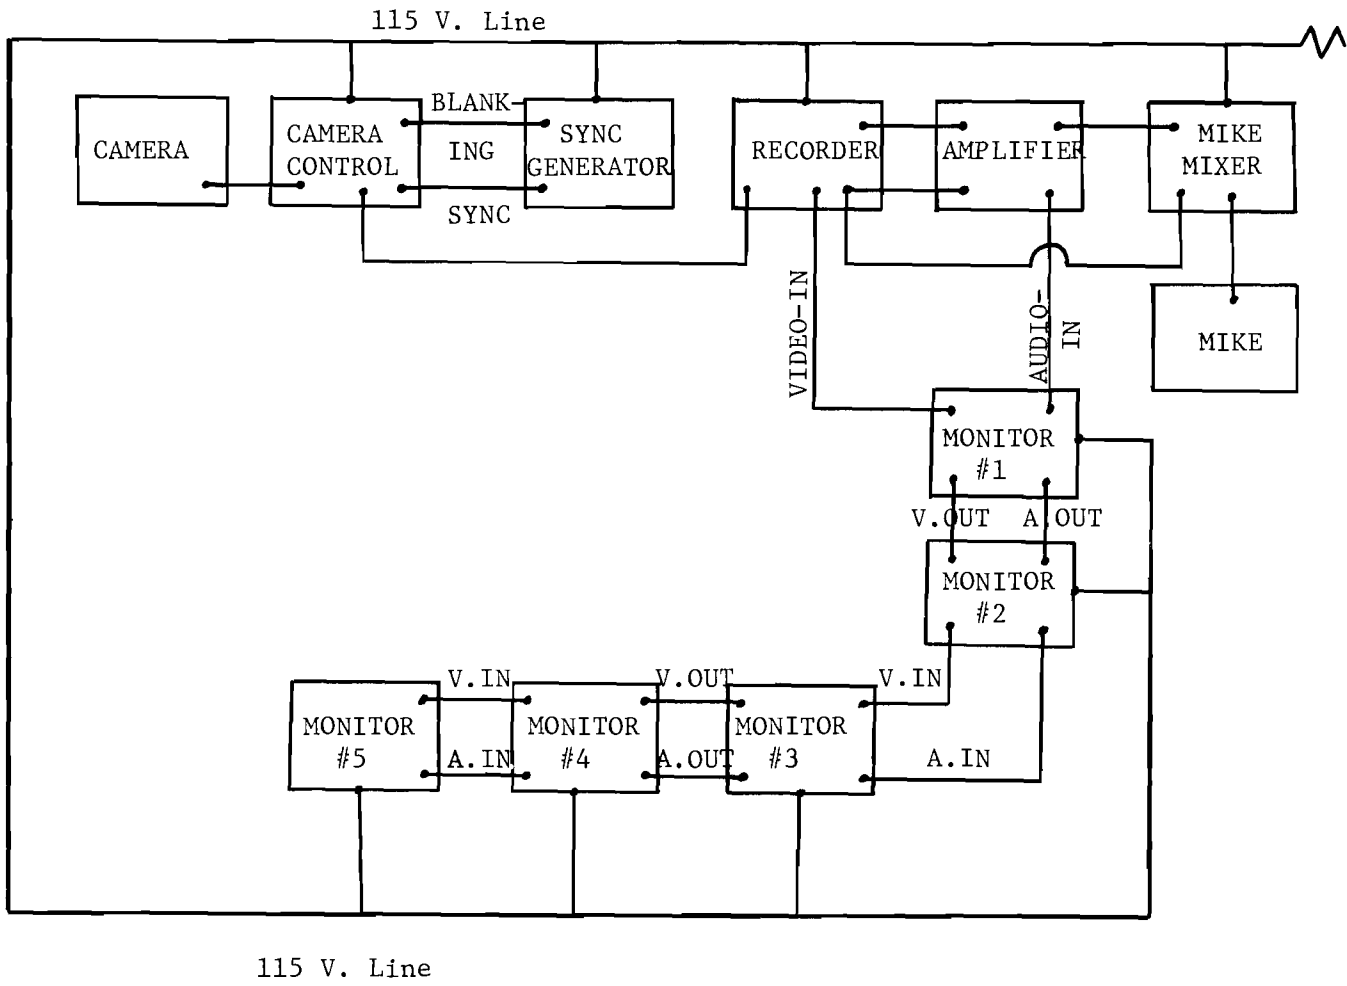 115 V. Line
CAMERA
CAMERA
CONTROL
BLANK-
ING
SYNC
SYNC
GENERATOR
RECORDER
AMPLIFIER
MIKE
MIXER
MIKE
VIDEO-IN
AUDIO-
IN
MONITOR
#1
V.OUT
A.OUT
MONITOR
#2
V.IN
V.OUT
V.IN
MONITOR
#5
MONITOR
#4
MONITOR
#3
A.IN
A.OUT
A.IN
115 V. Line